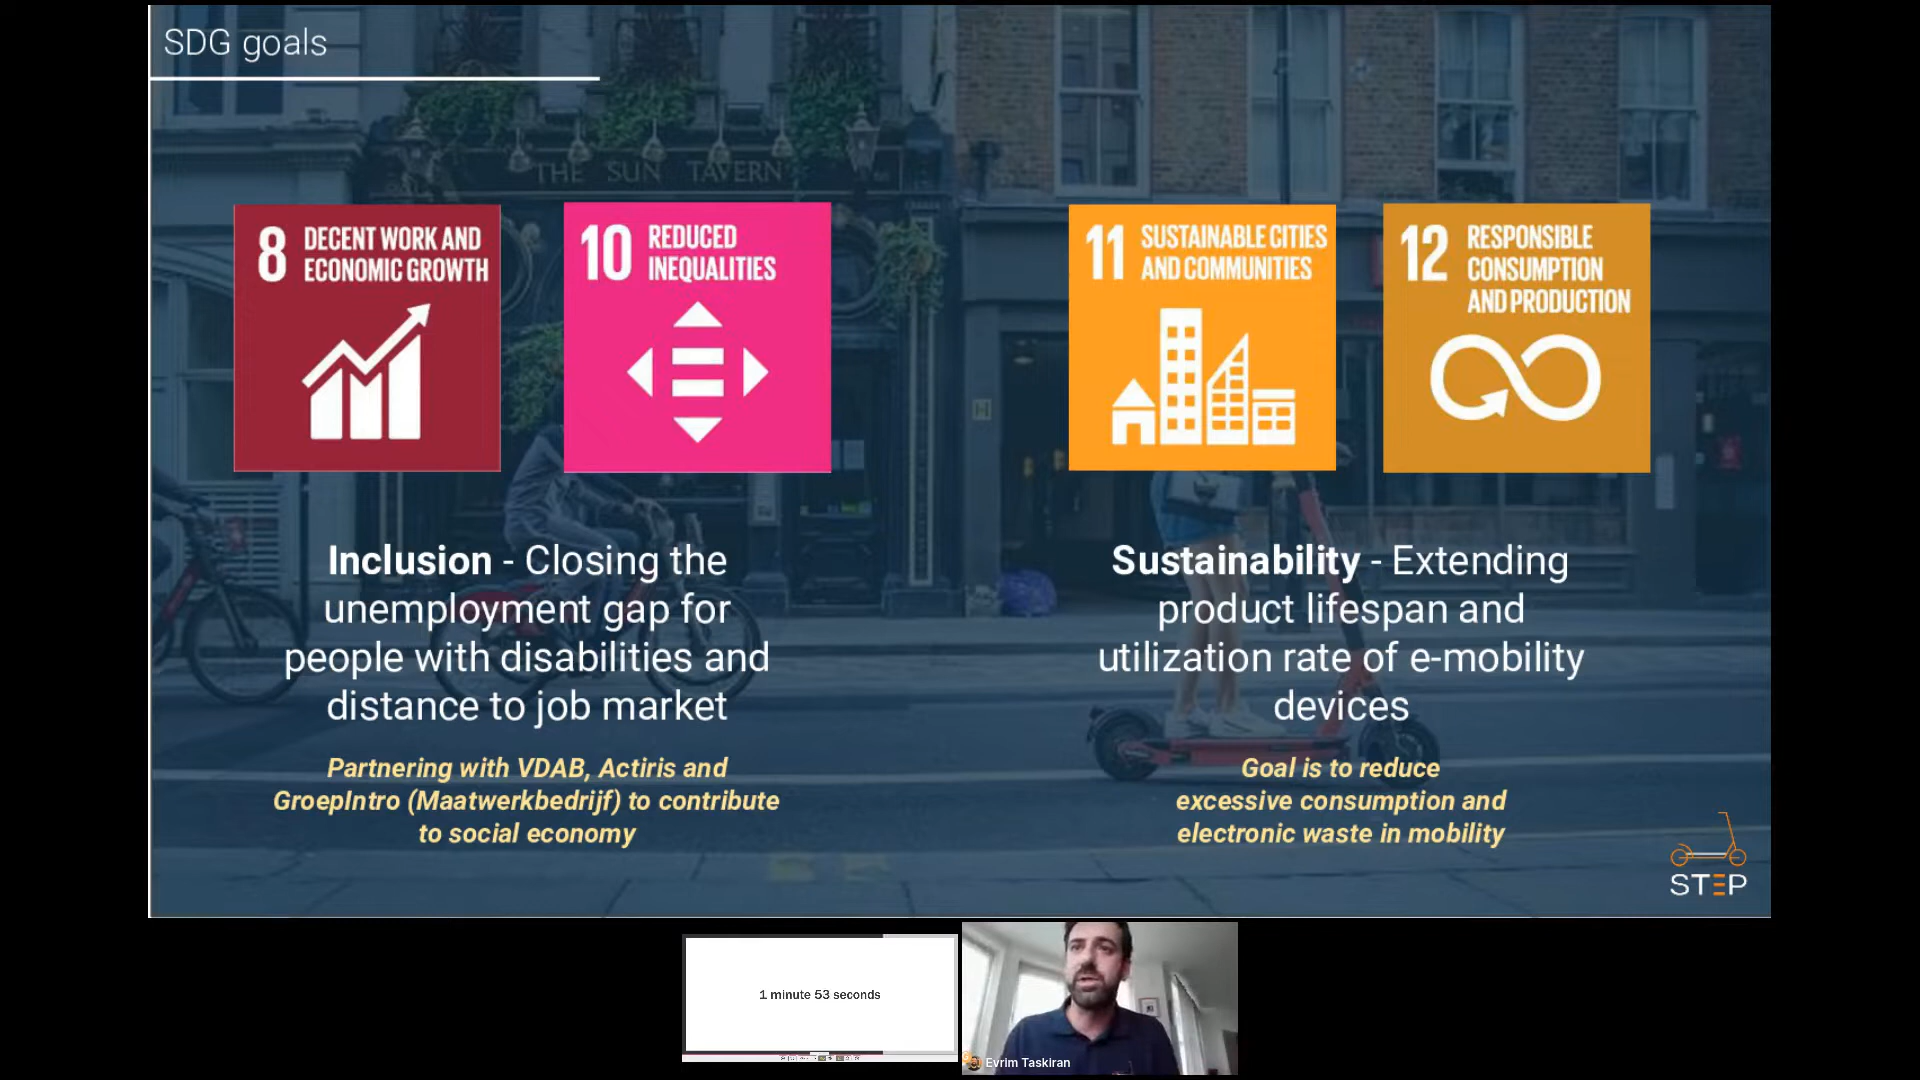 SDG goals
THE SUN TAVERN
8 DECENT WORK AND
ECONOMIC GROWTH
10 REDUCED
INEQUALITIES
11 SUSTAINABLE CITIES
AND COMMUNITIES
12 RESPONSIBLE
CONSUMPTION
AND PRODUCTION
Inclusion - Closing the
unemployment gap for
people with disabilities and
distance to job market
Partnering with VDAB, Actiris and
GroepIntro (Maatwerkbedrijf) to contribute
to social economy
Sustainability - Extending
product lifespan and
utilization rate of e-mobility
devices
Goal is to reduce
excessive consumption and
electronic waste in mobility
STEP
1 minute 53 seconds
Evrim Taskiran